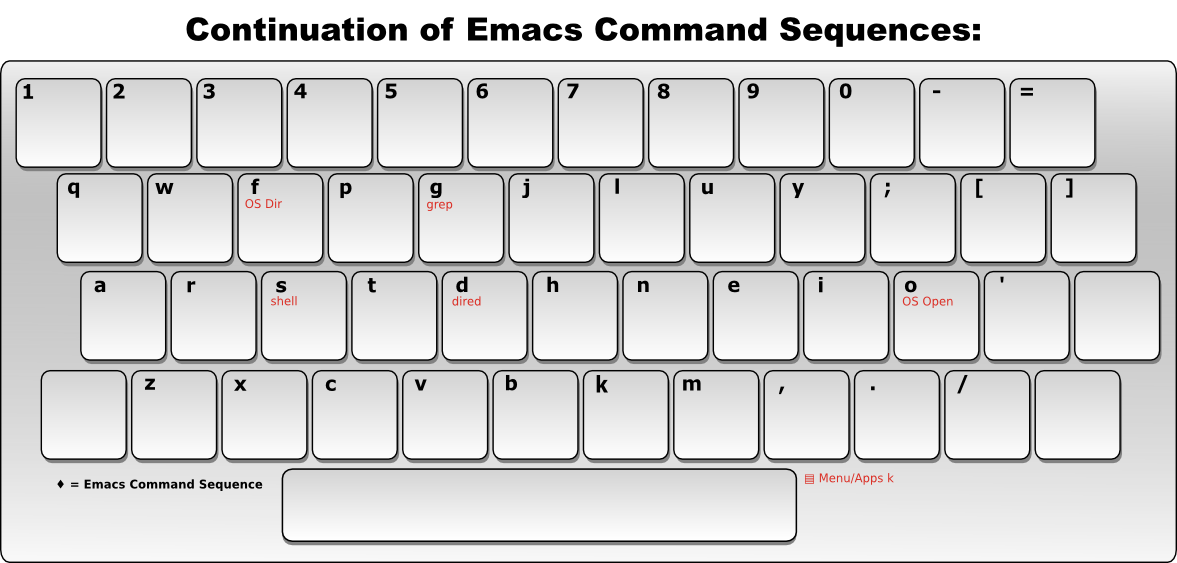 Continuation of Emacs Command Sequences:
1 2 3 4 5 6 7 8 9 0 - =
q w f p g j l u y ; [ ]
OS Dir grep
a r s t d h n e i o '
shell dired OS Open
z x c v b k m , . /
♦ = Emacs Command Sequence ▤ Menu/Apps k